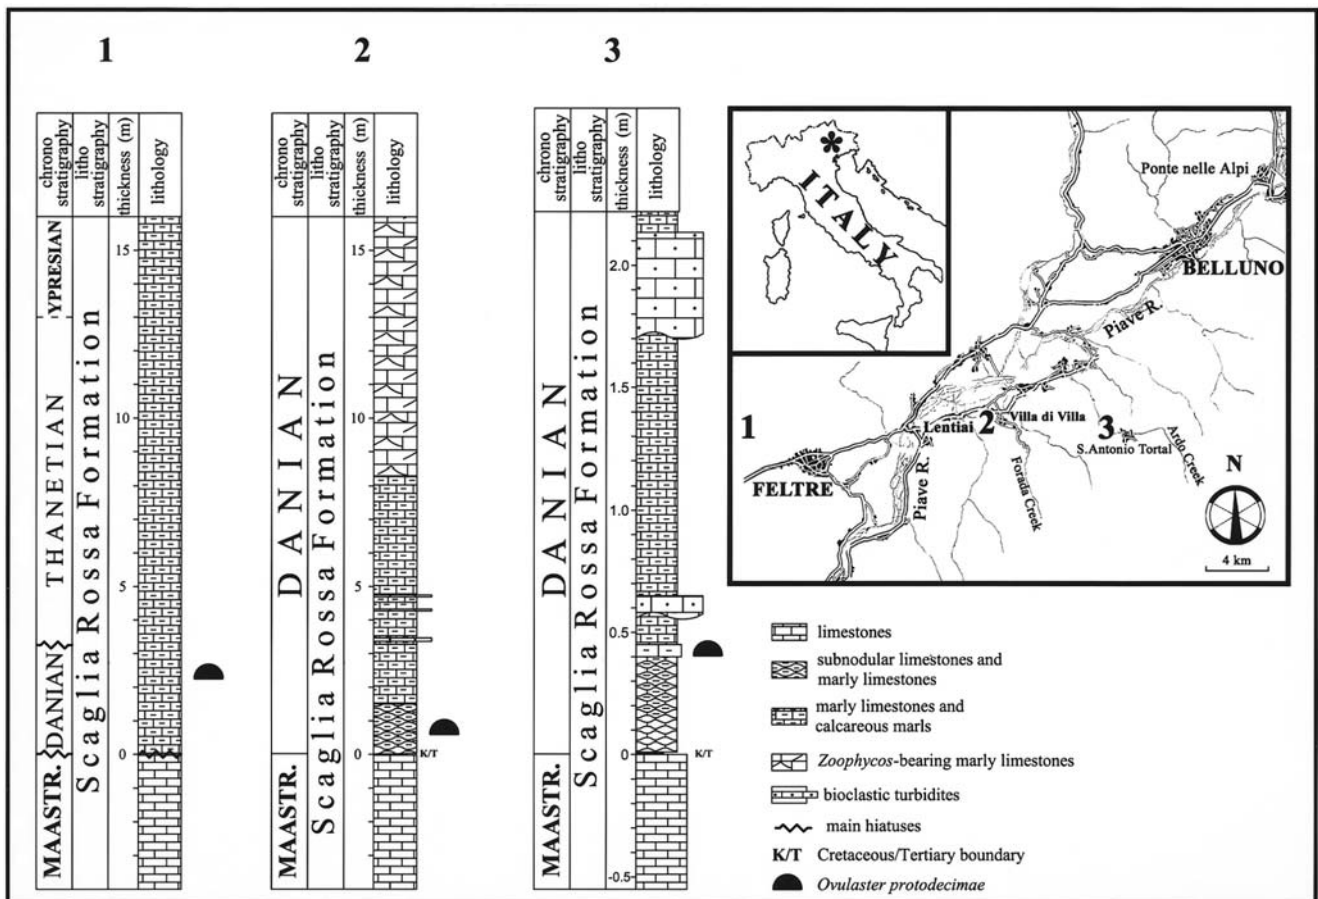 1
2
3
chrono
stratigraphy
litho
stratigraphy
thickness (m)
lithology
chrono
stratigraphy
litho
stratigraphy
thickness (m)
lithology
chrono
stratigraphy
litho
stratigraphy
thickness (m)
lithology
YPRESIAN
THANETIAN
DANIAN
MAASTR.
Scaglia Rossa Formation
15
10
5
0
DANIAN
MAASTR.
Scaglia Rossa Formation
15
10
5
0
K/T
DANIAN
MAASTR.
Scaglia Rossa Formation
2.0
1.5
1.0
0.5
0
-0.5
K/T
ITALY
*
Ponte nelle Alpi
BELLUNO
Piave R.
1
Lentiai
2
Villa di Villa
3
S.Antonio Tortal
Ardo Creek
FELTRE
Piave R.
Forada Creek
N
4 km
limestones
subnodular limestones and
marly limestones
marly limestones and
calcareous marls
Zoophycos-bearing marly limestones
bioclastic turbidites
main hiatuses
K/T Cretaceous/Tertiary boundary
Ovulaster protodecimae